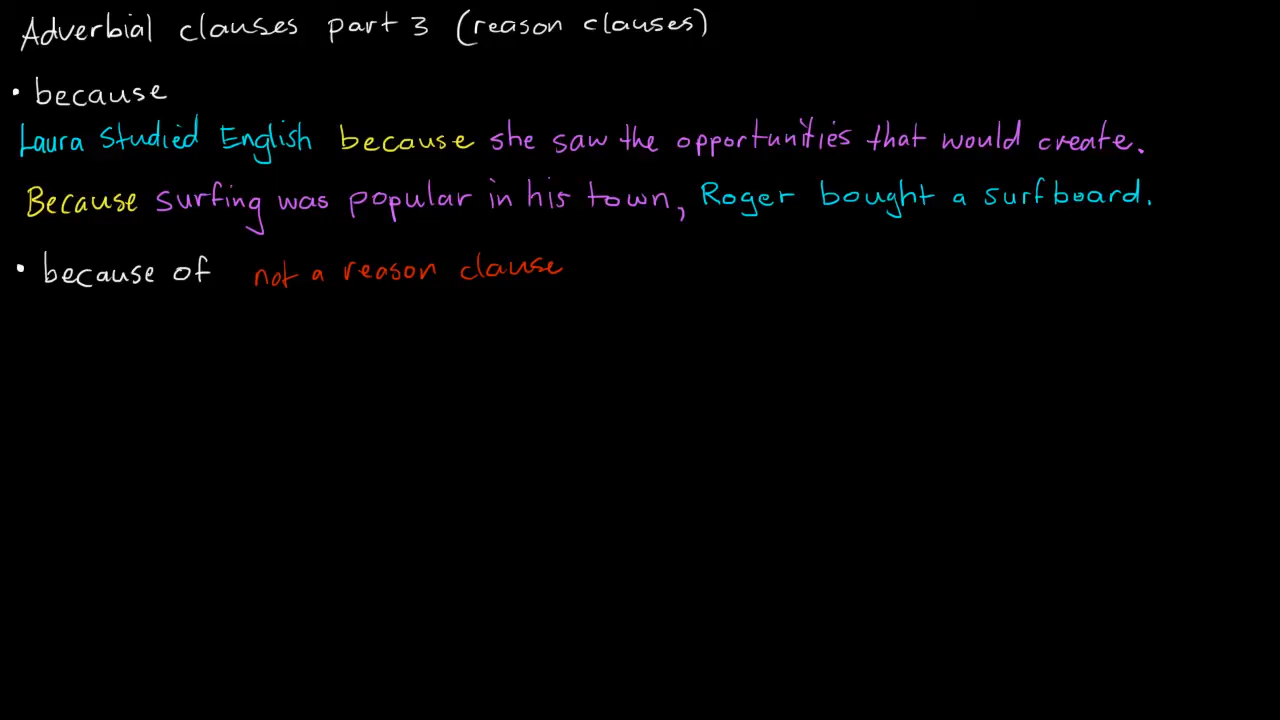 Adverbial clauses part 3 (reason clauses)
• because
Laura studied English because she saw the opportunities that would create.
Because surfing was popular in his town, Roger bought a surfboard.
• because of not a reason clause